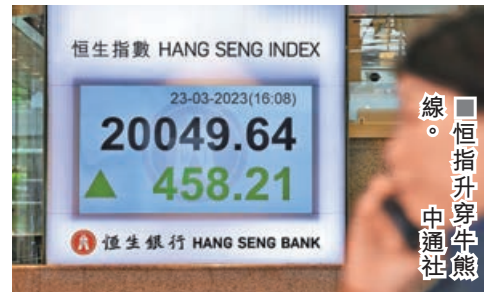 恒生指數 HANG SENG INDEX
23-03-2023(16:08)
20049.64
▲ 458.21
恒生銀行 HANG SENG BANK
■恒指升穿牛熊
線。 中通社